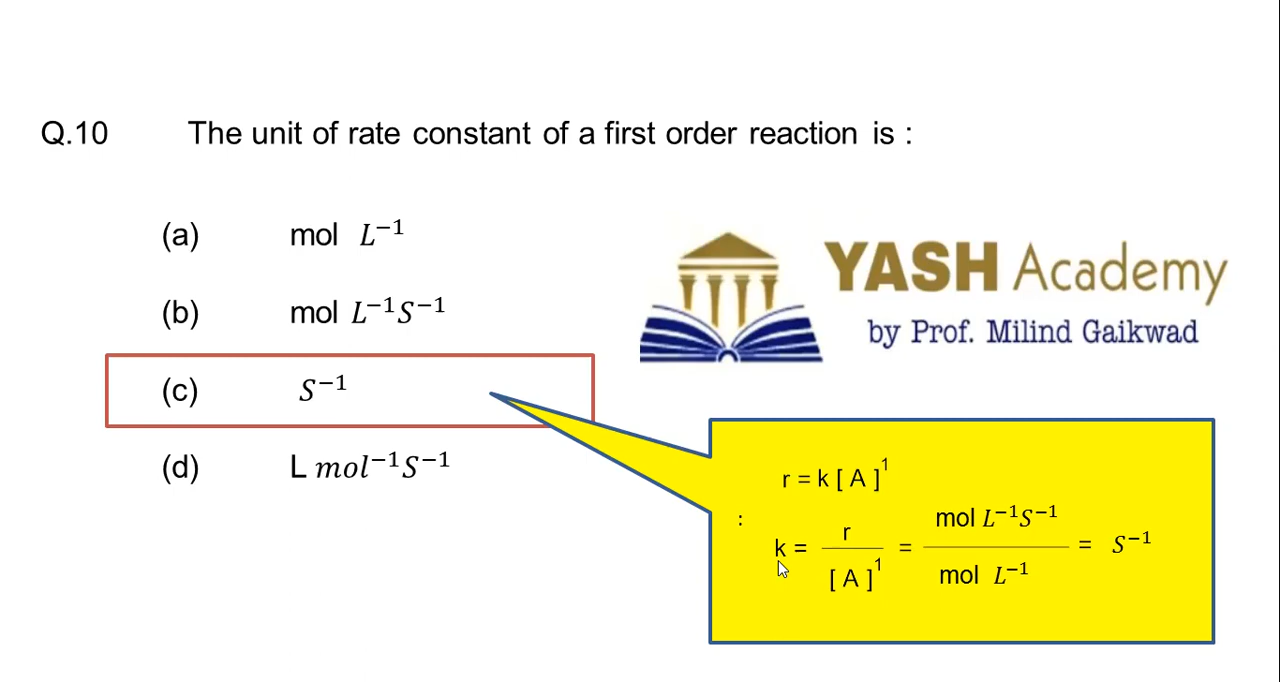 Q.10 The unit of rate constant of a first order reaction is :
(a) mol L⁻¹
(b) mol L⁻¹S⁻¹
(c) S⁻¹
(d) L mol⁻¹S⁻¹
YASH Academy
by Prof. Milind Gaikwad
r = k [ A ]¹
: k = r / [ A ]¹ = mol L⁻¹S⁻¹ / mol L⁻¹ = S⁻¹